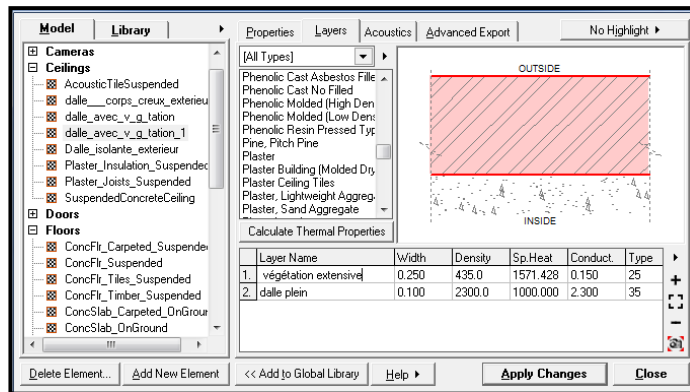 Model Library
Cameras
Ceilings
AcousticTileSuspended
dalle___corps_creux_exterieu
dalle_avec_v_g_tation
dalle_avec_v_g_tation_1
Dalle_isolante_exterieur
Plaster_Insulation_Suspended
Plaster_Joists_Suspended
SuspendedConcreteCeiling
Doors
Floors
ConcFlr_Carpeted_Suspended
ConcFlr_Suspended
ConcFlr_Tiles_Suspended
ConcFlr_Timber_Suspended
ConcSlab_Carpeted_OnGroun
ConcSlab_OnGround
Delete Element... Add New Element
Properties Layers Acoustics Advanced Export No Highlight
[All Types]
Phenolic Cast Asbestos Fille
Phenolic Cast No Filled
Phenolic Molded (High Den
Phenolic Molded (Low Dens
Phenolic Resin Pressed Typ
Pine, Pitch Pine
Plaster
Plaster Building (Molded Dry
Plaster Ceiling Tiles
Plaster, Lightweight Aggrega
Plaster, Sand Aggregate
Calculate Thermal Properties
OUTSIDE
INSIDE
Layer Name Width Density Sp.Heat Conduct. Type
1. végétation extensive 0.250 435.0 1571.428 0.150 25
2. dalle plein 0.100 2300.0 1000.000 2.300 35
<< Add to Global Library Help Apply Changes Close